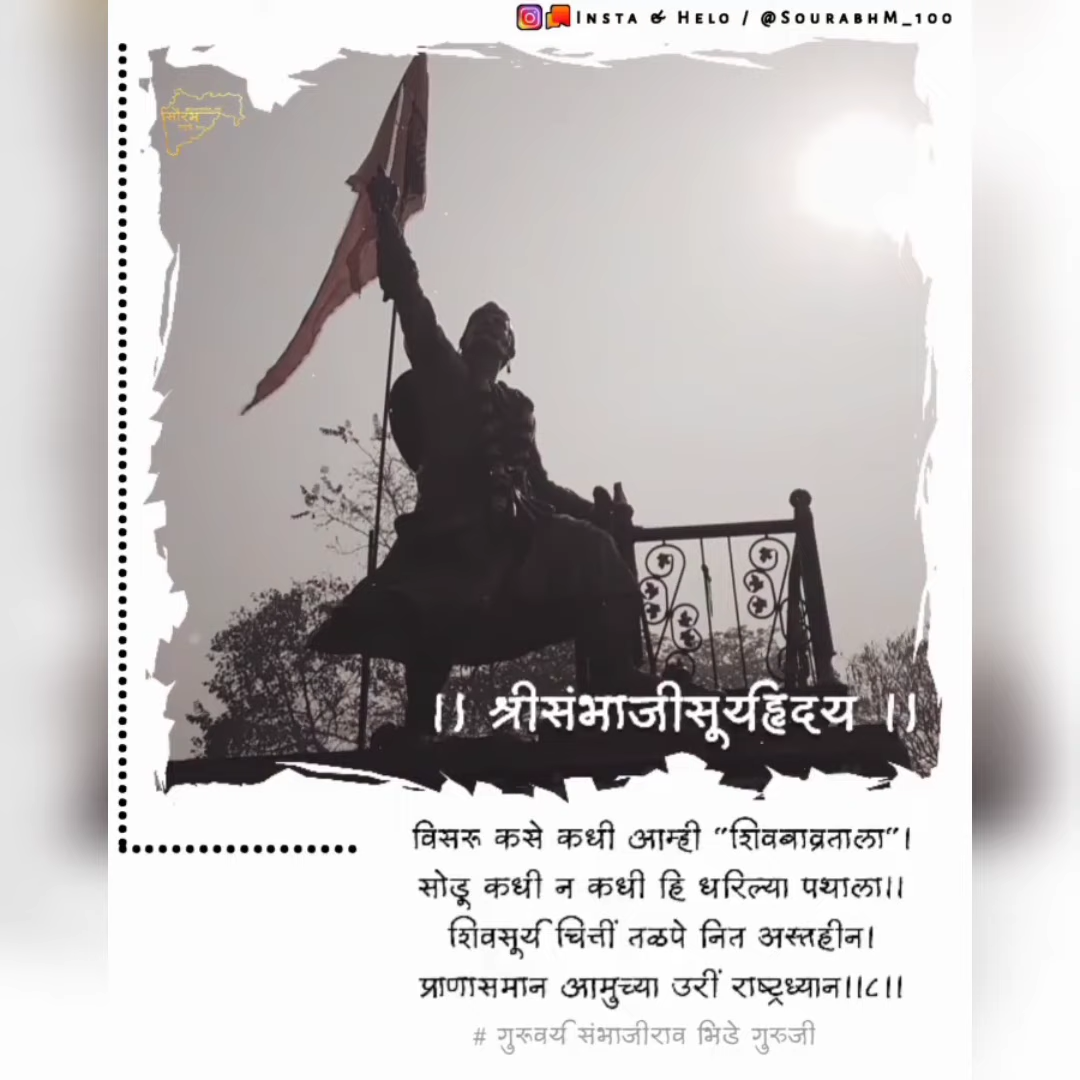 Insta & Helo / @SourabhM_100
सौरभ
।। श्रीसंभाजीसूर्यहृिदय ।।
विसरू कसे कधी आम्ही "शिवबाव्रताला"।
सोडू कधी न कधी हि धरिल्या पथाला।।
शिवसूर्य चित्तीं तळपे नित अस्तहीन।
प्राणासमान आमुच्या उरीं राष्ट्रध्यान।।८।।
# गुरूवर्य संभाजीराव भिडे गुरुजी